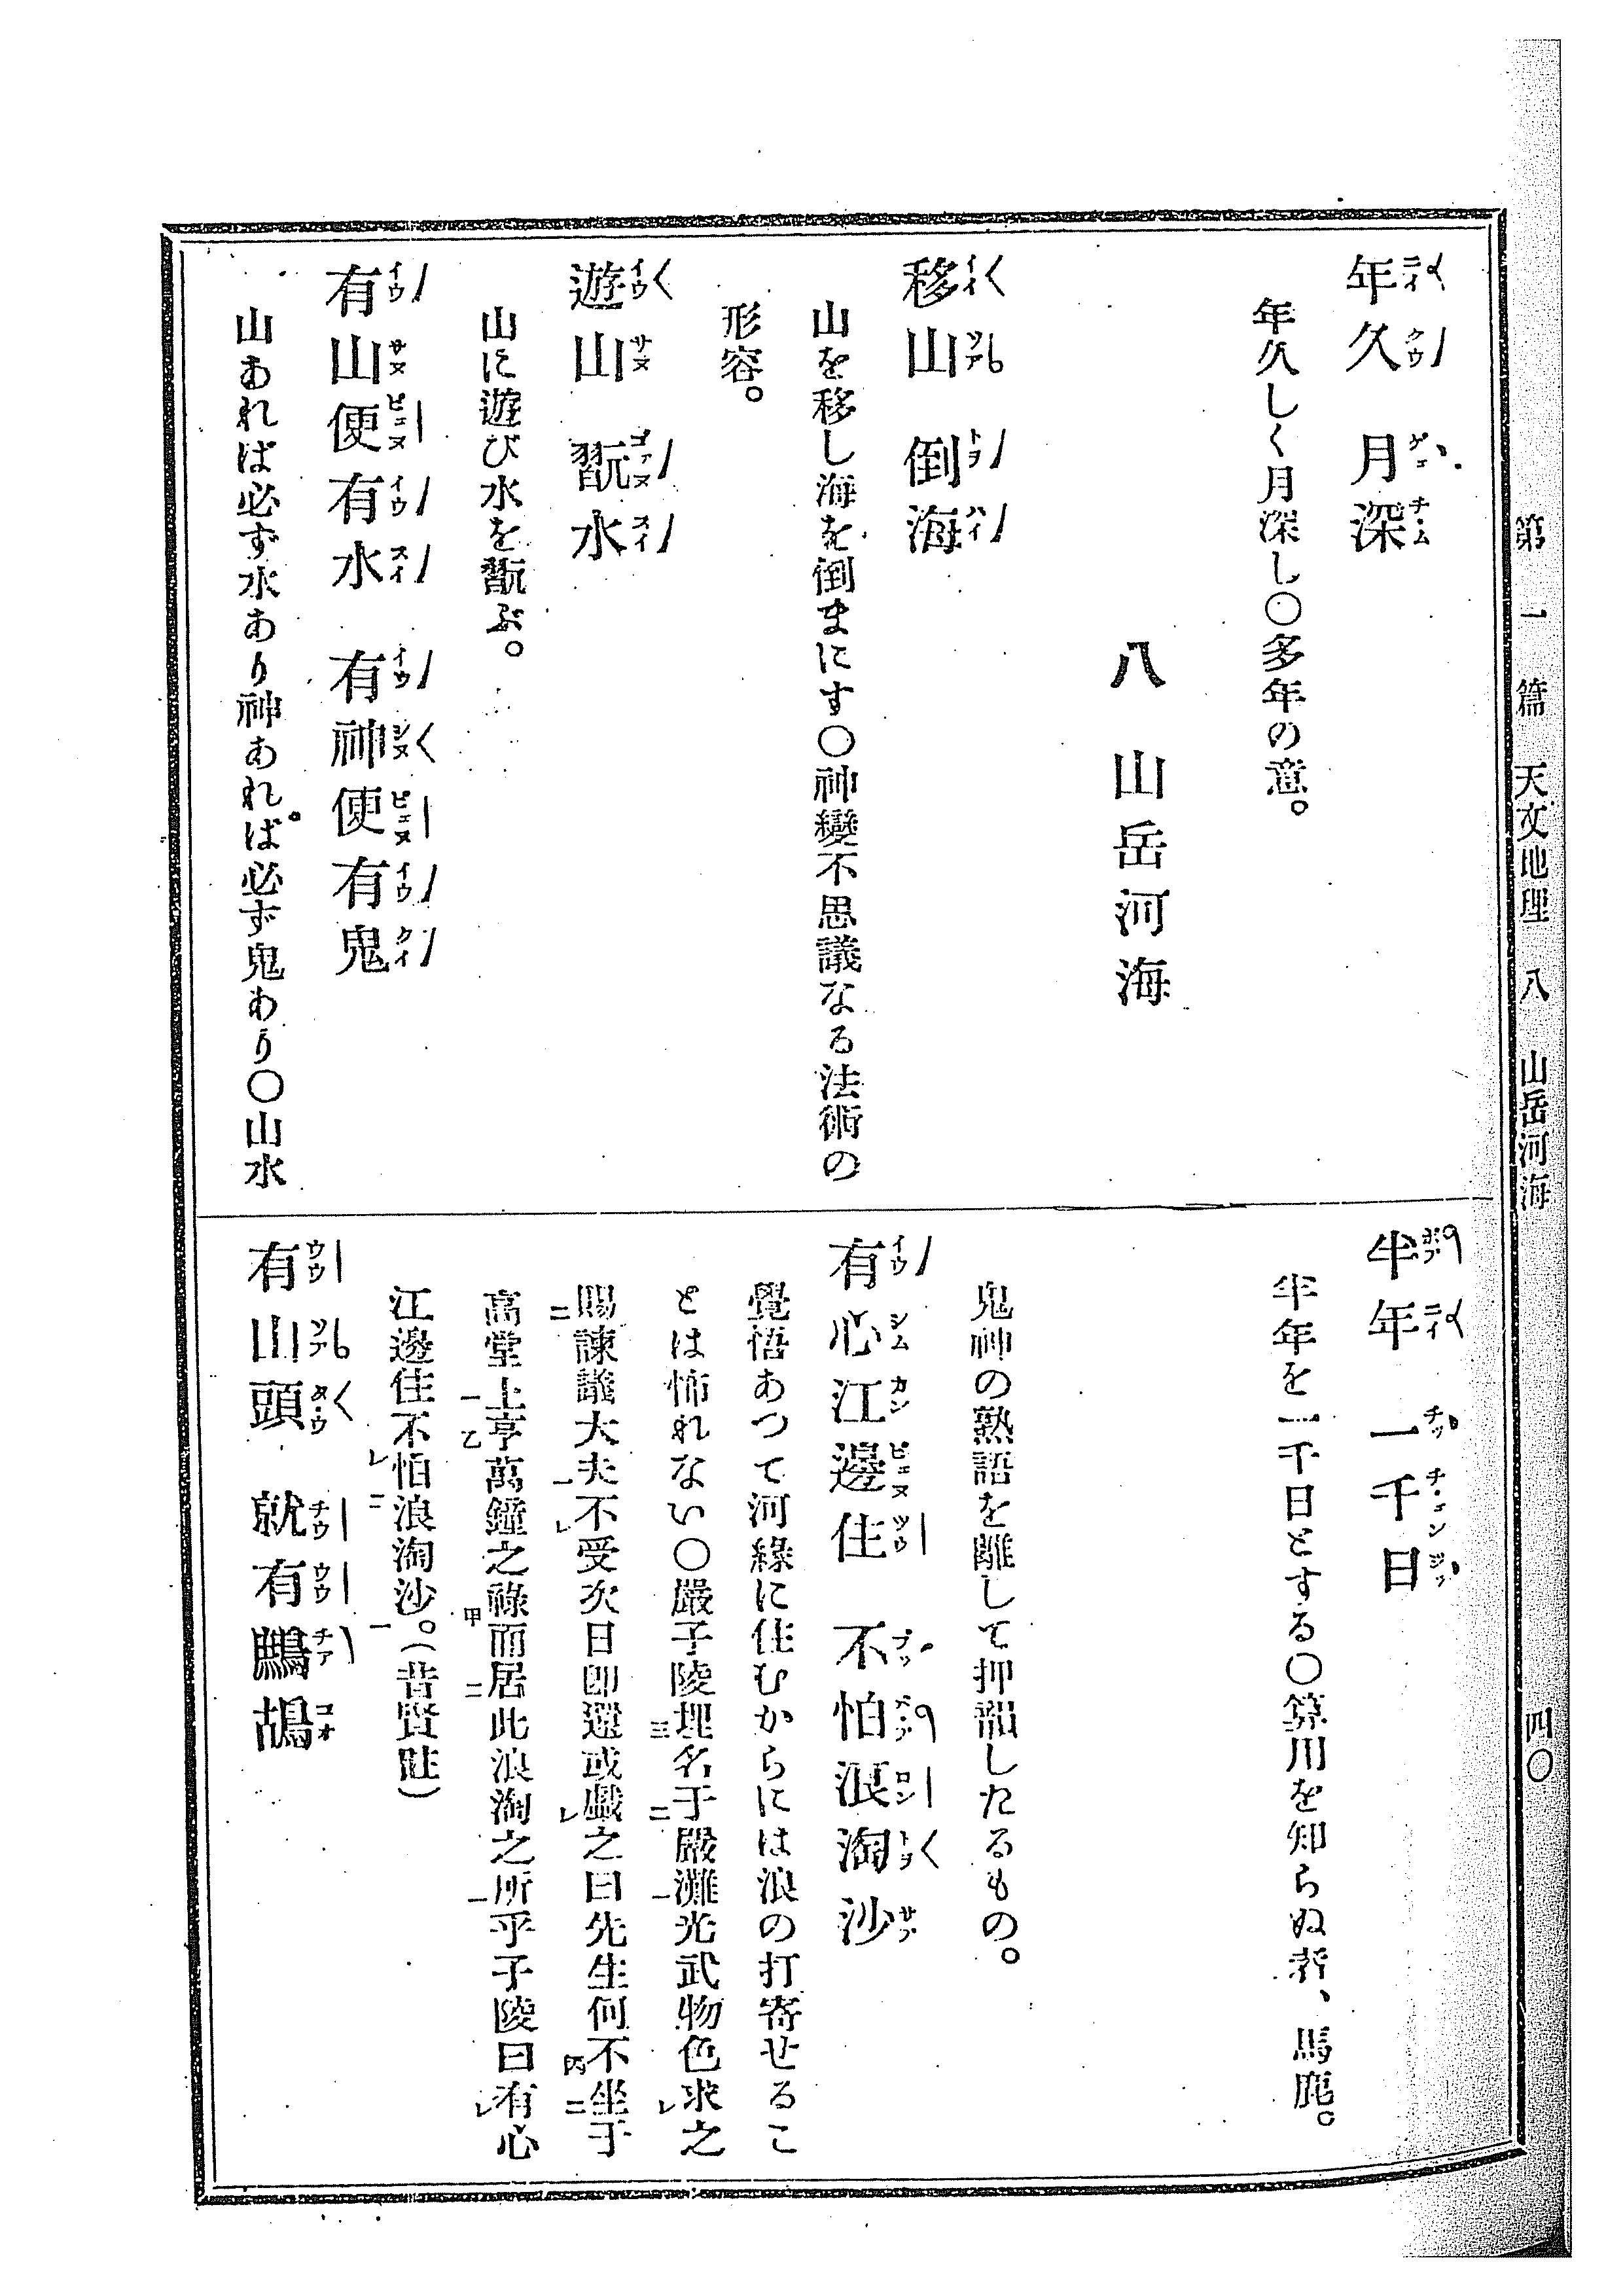 第一篇 天文地理 八 山岳河海 四〇
年久 月深
年久しく月深し〇多年の意。
八 山岳河海
移山 倒海
山を移し海を倒まにす〇神變不思議なる法術の
形容。
遊山 翫水
山に遊び水を翫ぶ。
有山便有水 有神便有鬼
山あれば必ず水あり神あれば必ず鬼あり〇山水
半年 一千日
半年を一千日とする〇算用を知らぬ者、馬鹿。
鬼神の熟語を離して押韻したるもの。
有心江邊住 不怕浪淘沙
覺悟あつて河緣に住むからには浪の打寄せるこ
とは怖れない〇嚴子陵埋名于嚴灘光武物色求之
賜諫議大夫不受次日卽還或戲之曰先生何不坐于
高堂上享萬鐘之祿而居此浪淘之所乎子陵曰有心
江邊住不怕浪淘沙。(昔賢註)
有山頭 就有鷓鴣